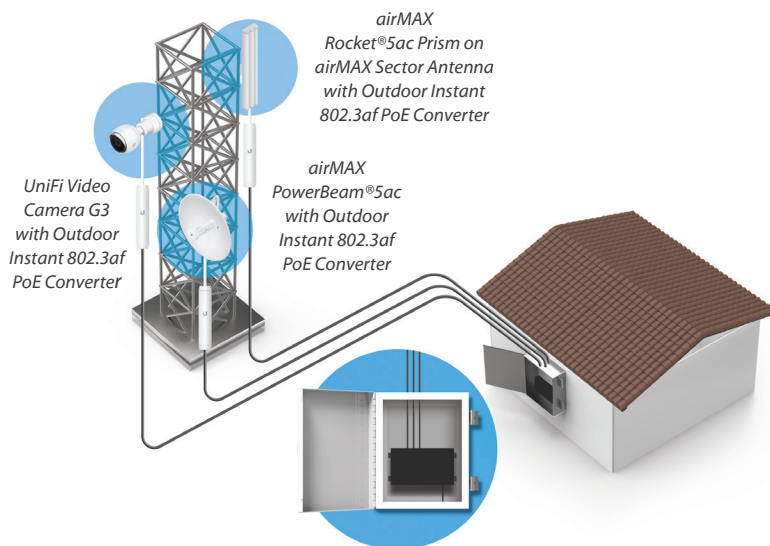 airMAX
Rocket®5ac Prism on
airMAX Sector Antenna
with Outdoor Instant
802.3af PoE Converter
airMAX
PowerBeam®5ac
with Outdoor
Instant 802.3af
PoE Converter
UniFi Video
Camera G3
with Outdoor
Instant 802.3af
PoE Converter